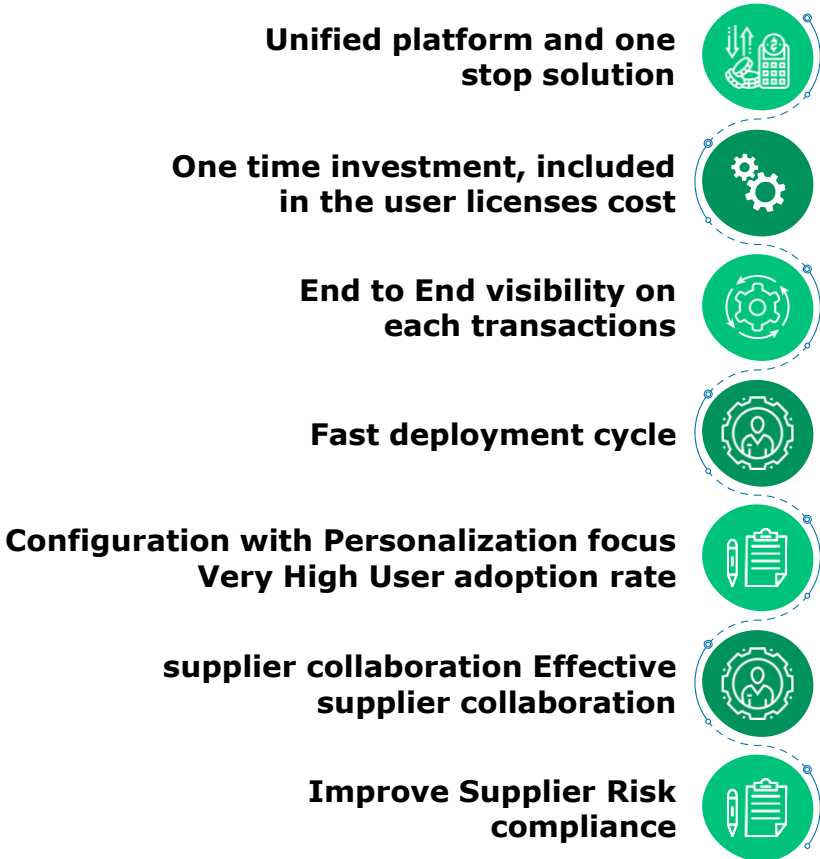 Unified platform and one
stop solution
One time investment, included
in the user licenses cost
End to End visibility on
each transactions
Fast deployment cycle
Configuration with Personalization focus
Very High User adoption rate
supplier collaboration Effective
supplier collaboration
Improve Supplier Risk
compliance